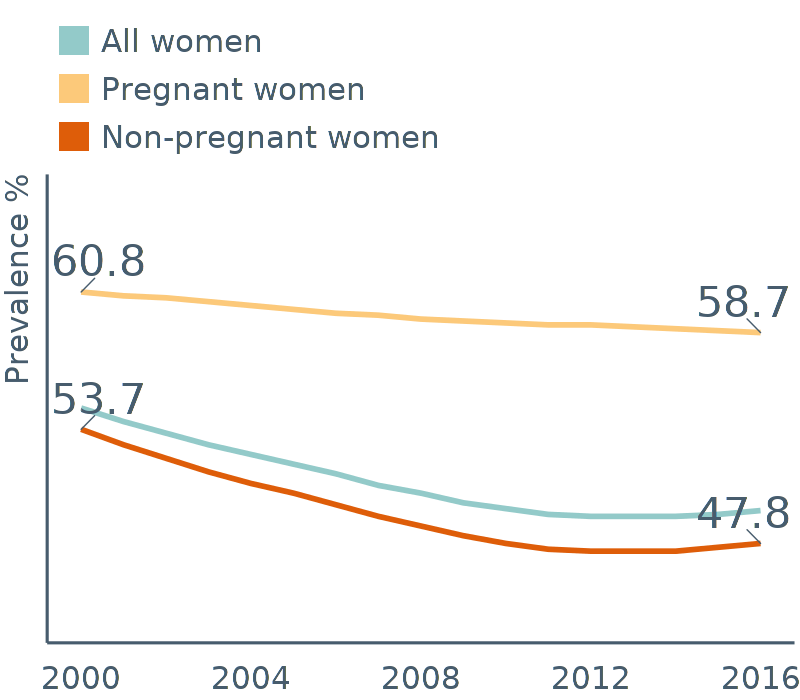 All women
Pregnant women
Non-pregnant women
Prevalence %
60.8
58.7
53.7
47.8
2000 2004 2008 2012 2016